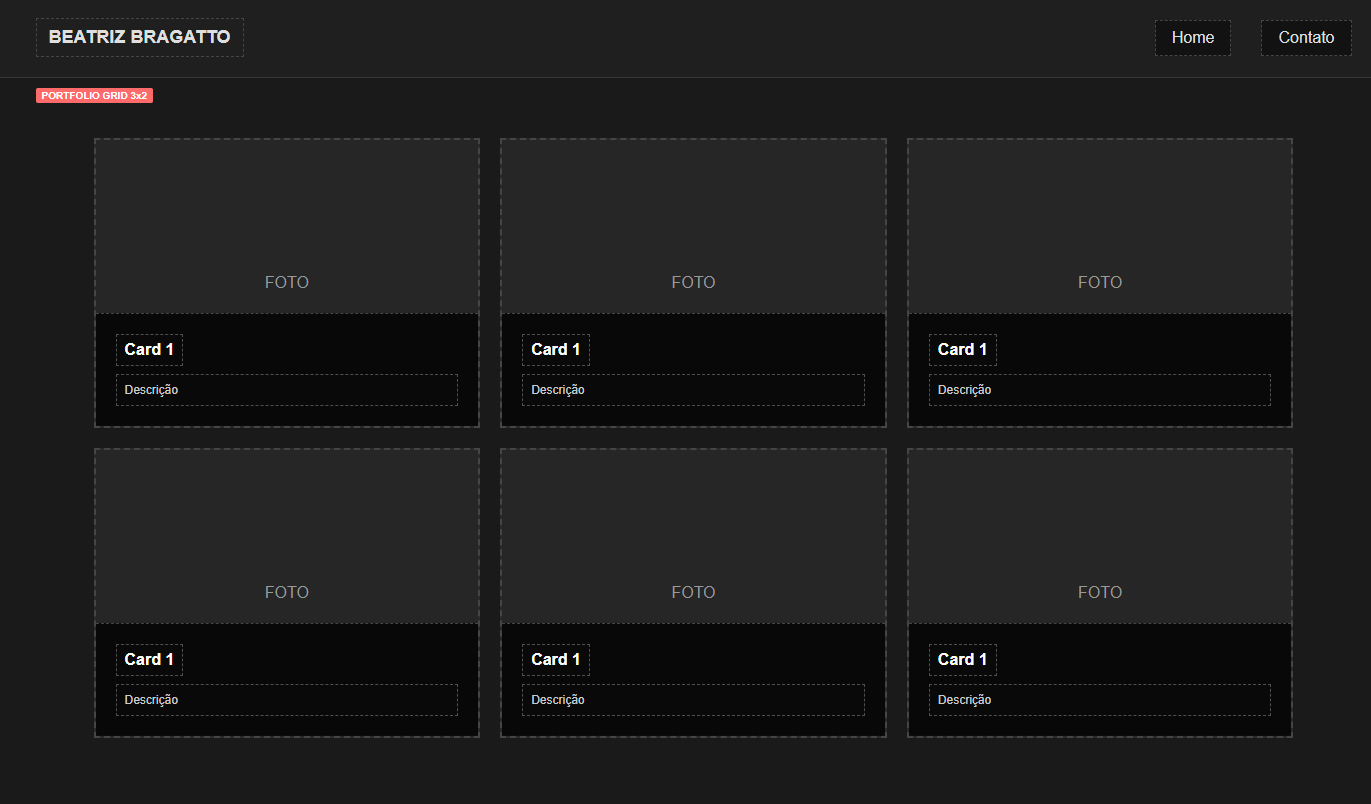 BEATRIZ BRAGATTO
Home
Contato
PORTFOLIO GRID 3x2
FOTO
FOTO
FOTO
Card 1
Card 1
Card 1
Descrição
Descrição
Descrição
FOTO
FOTO
FOTO
Card 1
Card 1
Card 1
Descrição
Descrição
Descrição